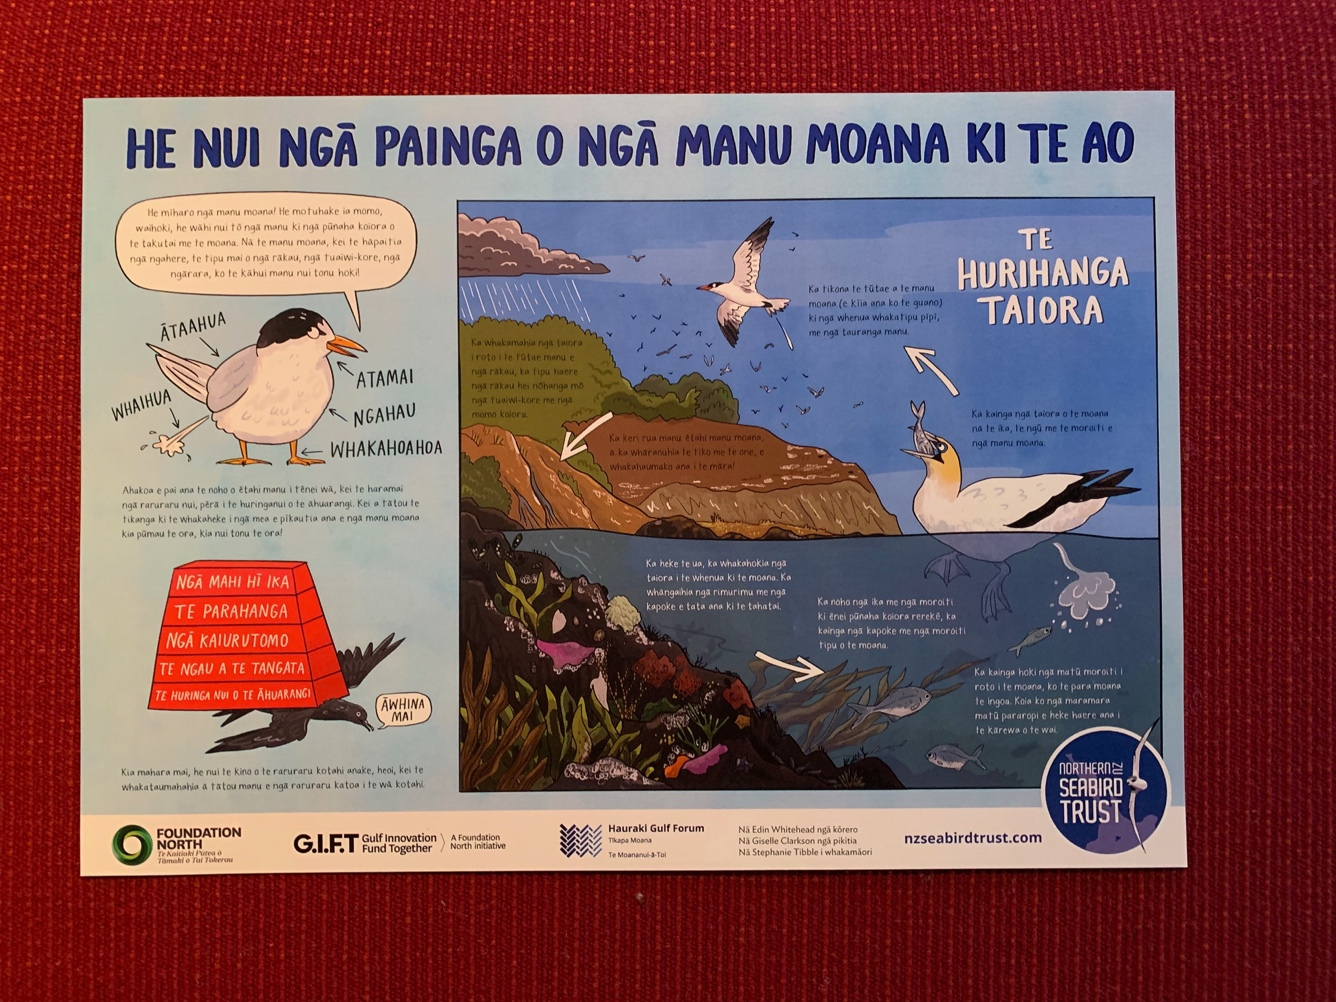 HE NUI NGĀ PAINGA O NGĀ MANU MOANA KI TE AO
He mīharo ngā manu moana! He motuhake ia momo,
waihoki, he wāhi nui tō ngā manu ki ngā pūnaha koiora o
te takutai me te moana. Nā te manu moana, kei te hāpaitia
ngā ngahere, te tipu mai o ngā rākau, ngā tuaiwi-kore, ngā
ngārara, ko te kāhui manu nui tonu hoki!
ĀTAAHUA
WHAIHUA
ATAMAI
NGAHAU
WHAKAHOAHOA
Ahakoa e pai ana te noho o ētahi manu i tēnei wā, kei te haramai
ngā raruraru nui, pērā i te huringanui o te āhuarangi. Kei a tātou te
tikanga ki te whakaheke i ngā mea e pīkautia ana e ngā manu moana
kia pūmau te ora, kia nui tonu te ora!
NGĀ MAHI HĪ IKA
TE PARAHANGA
NGĀ KAIURUTOMO
TE NGAU A TE TANGATA
TE HURINGA NUI O TE ĀHUARANGI
ĀWHINA
MAI
Kia mahara mai, he nui te kino o te raruraru kotahi anake, heoi, kei te
whakataumahahia ā tātou manu e ngā raruraru katoa i te wā kotahi.
TE
HURIHANGA
TAIORA
Ka tīkona te tūtae a te manu
moana (e kīia ana ko te guano)
ki ngā whenua whakatipu pīpī,
me ngā tauranga manu.
Ka whakamahia ngā taiora
i roto i te tūtae manu e
ngā rākau, ka tipu haere
ngā rākau hei nōhanga mō
ngā tuaiwi-kore me ngā
momo koiora.
Ka keri rua manu ētahi manu moana,
ā ka whāranuhia te tiko me te one, e
whakahaumako ana i te māra!
Ka kainga ngā taiora o te moana
nā te ika, te ngū me te moroiti e
ngā manu moana.
Ka heke te ua, ka whakahokia ngā
taiora i te whenua ki te moana. Ka
whāngaihia ngā rimurimu me ngā
kapoke e tata ana ki te tahatai.
Ka noho ngā ika me ngā moroiti
ki ēnei pūnaha koiora rerekē, ka
kainga ngā kapoke me ngā moroiti
tipu o te moana.
Ka kainga hoki ngā matū moroiti i
roto i te moana, ko te para moana
te ingoa. Koia ko ngā maramara
matū pararopi e heke haere ana i
te kārewa o te wai.
NORTHERN NZ
SEABIRD
TRUST
FOUNDATION
NORTH
Te Kaitiaki Pūtea ō
Tāmaki ō Tai Tokerau
G.I.F.T
Gulf Innovation
Fund Together
A Foundation
North initiative
Hauraki Gulf Forum
Tīkapa Moana
Te Moananui-ā-Toi
Nā Edin Whitehead ngā kōrero
Nā Giselle Clarkson ngā pikitia
Nā Stephanie Tibble i whakamāori
nzseabirdtrust.com